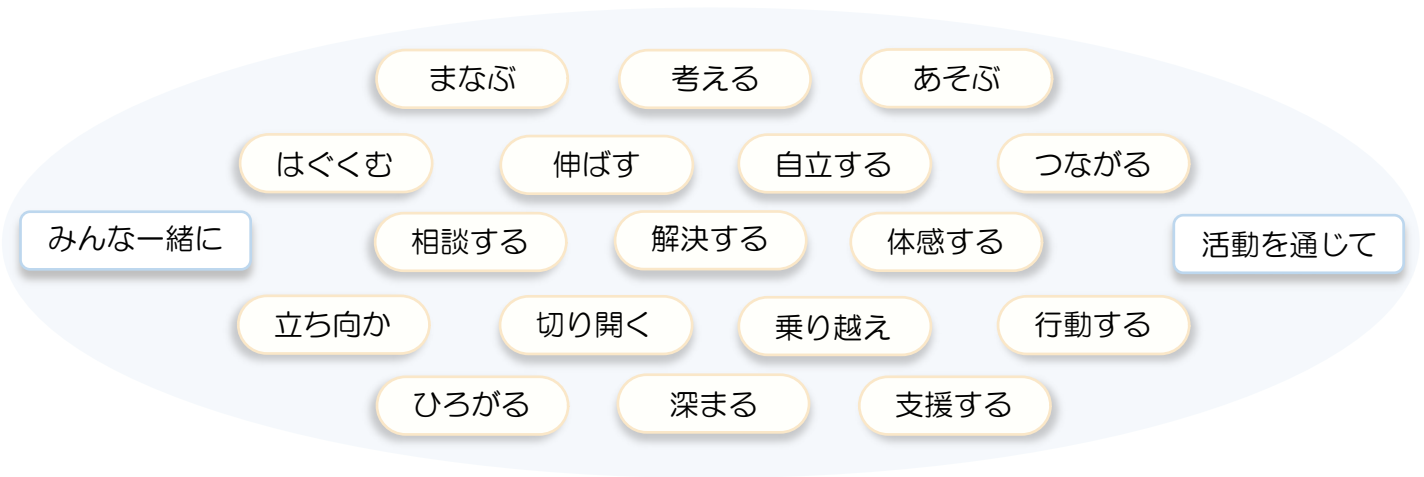 まなぶ
考える
あそぶ
はぐくむ
伸ばす
自立する
つながる
みんな一緒に
相談する
解決する
体感する
活動を通じて
立ち向か
切り開く
乗り越え
行動する
ひろがる
深まる
支援する